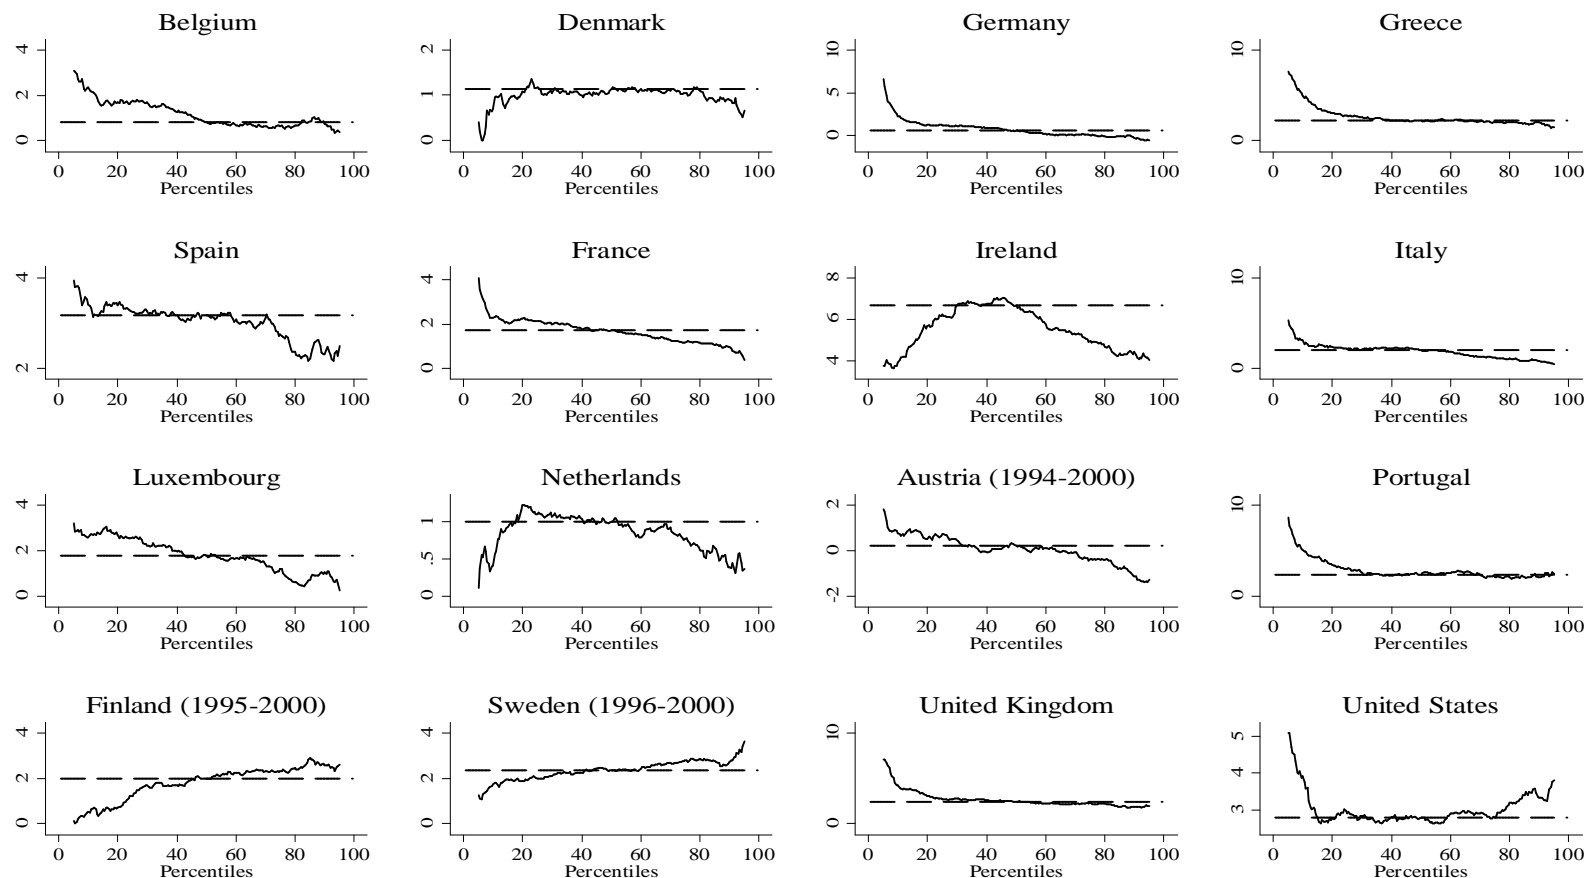 Belgium
4
2
0
0 20 40 60 80 100
Percentiles
Denmark
2
1
0
0 20 40 60 80 100
Percentiles
Germany
10
5
0
0 20 40 60 80 100
Percentiles
Greece
10
0
0 20 40 60 80 100
Percentiles
Spain
4
2
0 20 40 60 80 100
Percentiles
France
4
2
0
0 20 40 60 80 100
Percentiles
Ireland
8
6
4
0 20 40 60 80 100
Percentiles
Italy
10
0
0 20 40 60 80 100
Percentiles
Luxembourg
4
2
0
0 20 40 60 80 100
Percentiles
Netherlands
1
.5
0
0 20 40 60 80 100
Percentiles
Austria (1994-2000)
2
0
-2
0 20 40 60 80 100
Percentiles
Portugal
10
0
0 20 40 60 80 100
Percentiles
Finland (1995-2000)
4
2
0
0 20 40 60 80 100
Percentiles
Sweden (1996-2000)
4
2
0
0 20 40 60 80 100
Percentiles
United Kingdom
10
0
0 20 40 60 80 100
Percentiles
United States
5
4
3
0 20 40 60 80 100
Percentiles